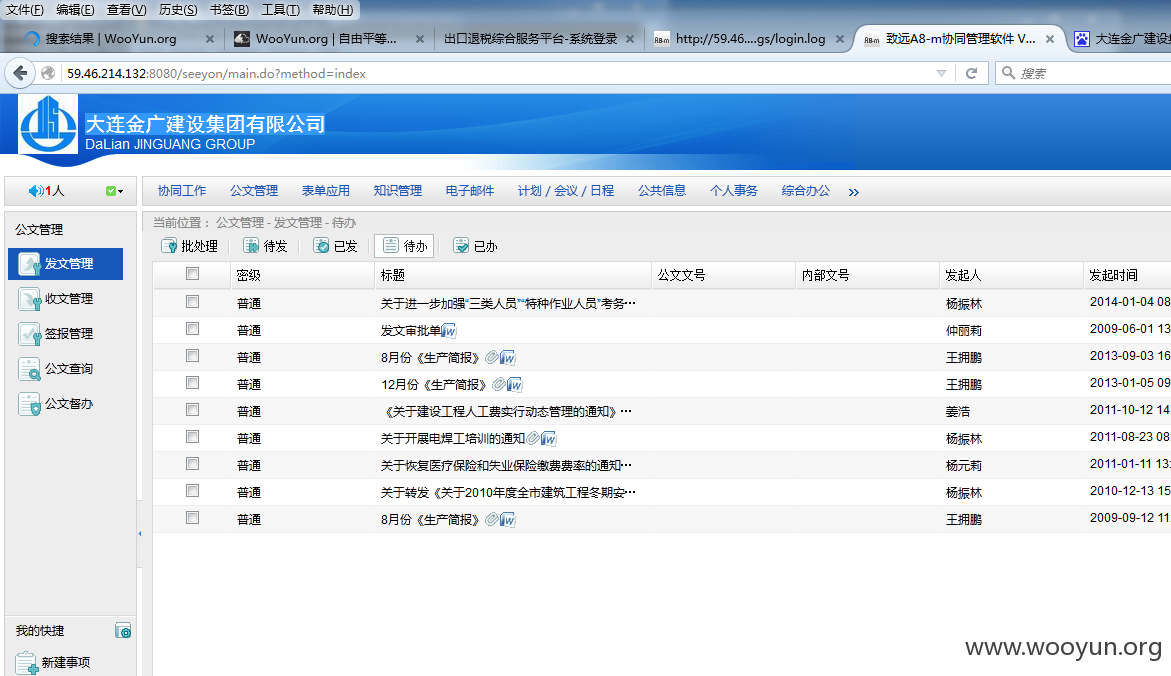 文件(F) 编辑(E) 查看(V) 历史(S) 书签(B) 工具(T) 帮助(H)
搜索结果 | WooYun.org × WooYun.org | 自由平等... × 出口退税综合服务平台-系统登录 × A8m http://59.46....gs/login.log × A8m 致远A8-m协同管理软件 V... × 大连金广建设
59.46.214.132:8080/seeyon/main.do?method=index 搜索
大连金广建设集团有限公司
DaLian JINGUANG GROUP
1人 协同工作 公文管理 表单应用 知识管理 电子邮件 计划 / 会议 / 日程 公共信息 个人事务 综合办公 »
公文管理
发文管理
收文管理
签报管理
公文查询
公文督办
我的快捷
新建事项
当前位置： 公文管理 - 发文管理 - 待办
批处理 待发 已发 待办 已办
密级 标题 公文文号 内部文号 发起人 发起时间
普通 关于进一步加强“三类人员”“特种作业人员”考务··· 杨振林 2014-01-04 08
普通 发文审批单 仲丽莉 2009-06-01 13
普通 8月份《生产简报》 王拥鹏 2013-09-03 16
普通 12月份《生产简报》 王拥鹏 2013-01-05 09
普通 《关于建设工程人工费实行动态管理的通知》··· 姜浩 2011-10-12 14
普通 关于开展电焊工培训的通知 杨振林 2011-08-23 08
普通 关于恢复医疗保险和失业保险缴费费率的通知··· 杨元莉 2011-01-11 13:
普通 关于转发《关于2010年度全市建筑工程冬期安··· 杨振林 2010-12-13 15
普通 8月份《生产简报》 王拥鹏 2009-09-12 11
www.wooyun.org